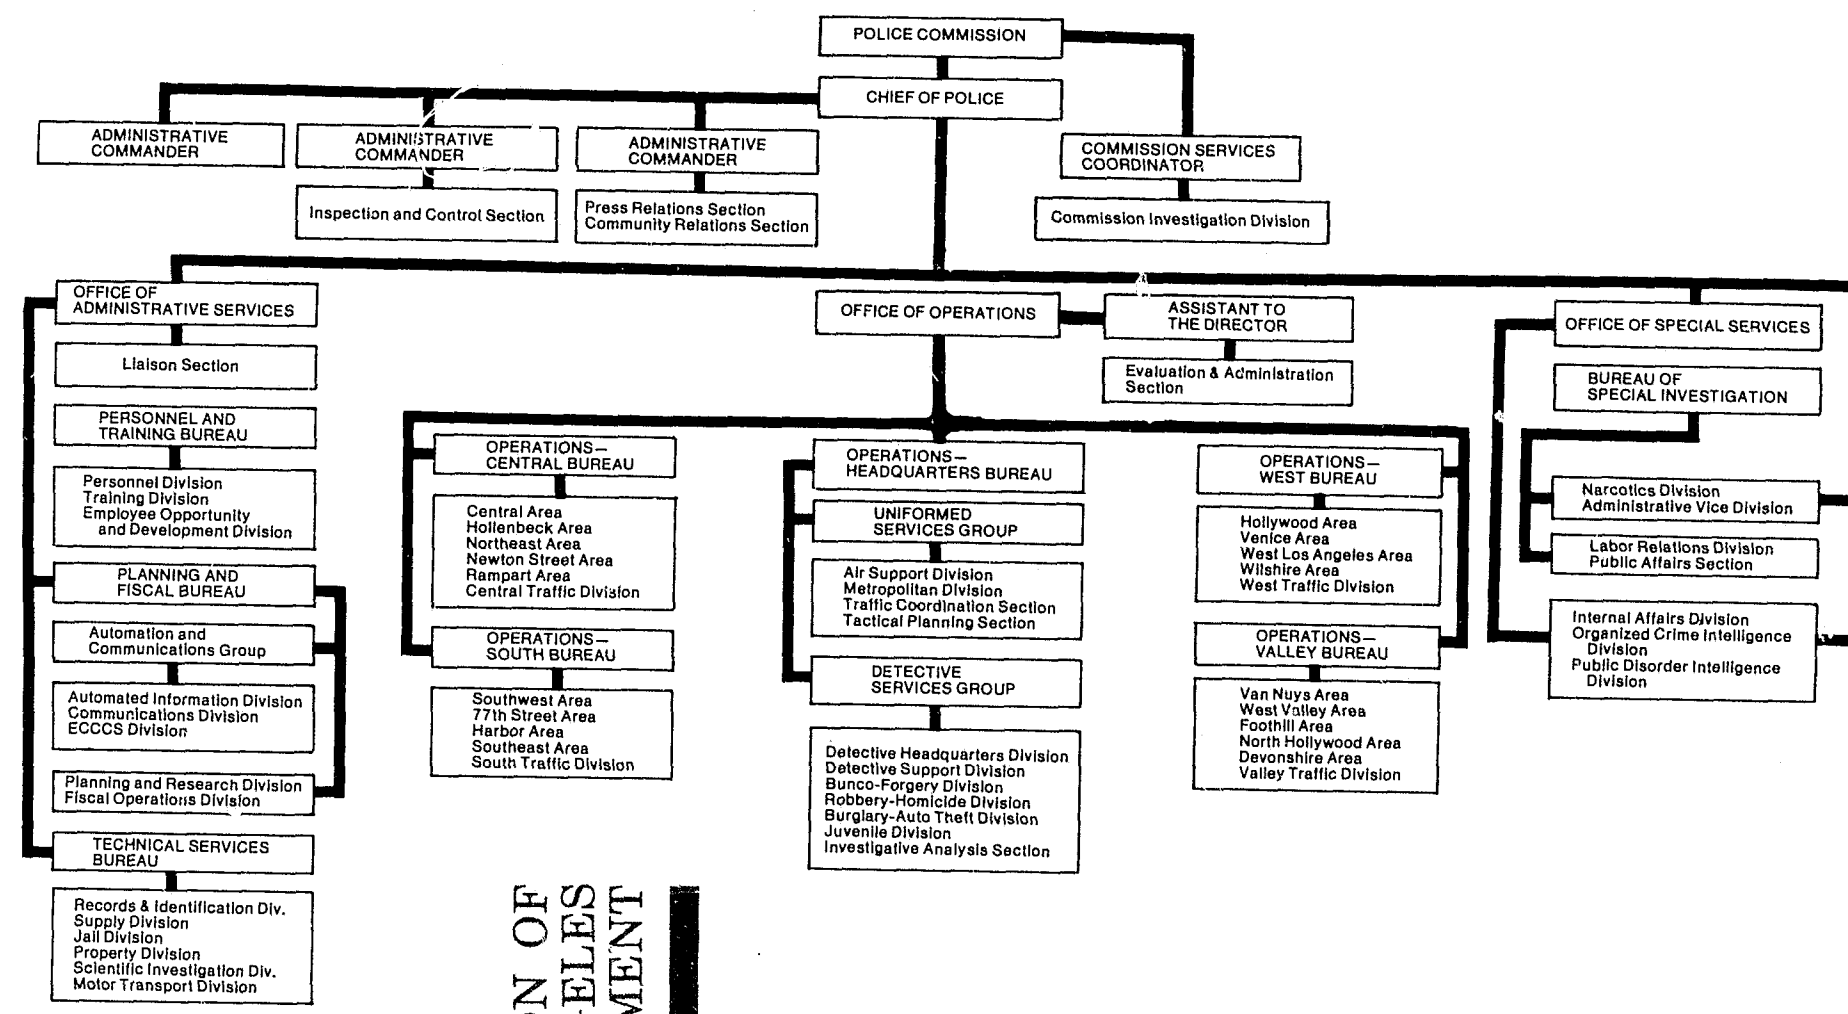 POLICE COMMISSION
CHIEF OF POLICE
ADMINISTRATIVE
COMMANDER
ADMINISTRATIVE
COMMANDER
Inspection and Control Section
ADMINISTRATIVE
COMMANDER
Press Relations Section
Community Relations Section
COMMISSION SERVICES
COORDINATOR
Commission Investigation Division
OFFICE OF
ADMINISTRATIVE SERVICES
Liaison Section
PERSONNEL AND
TRAINING BUREAU
Personnel Division
Training Division
Employee Opportunity
and Development Division
PLANNING AND
FISCAL BUREAU
Automation and
Communications Group
Automated Information Division
Communications Division
ECCCS Division
Planning and Research Division
Fiscal Operations Division
TECHNICAL SERVICES
BUREAU
Records & Identification Div.
Supply Division
Jail Division
Property Division
Scientific Investigation Div.
Motor Transport Division
OFFICE OF OPERATIONS
ASSISTANT TO
THE DIRECTOR
Evaluation & Administration
Section
OPERATIONS—
CENTRAL BUREAU
Central Area
Hollenbeck Area
Northeast Area
Newton Street Area
Rampart Area
Central Traffic Division
OPERATIONS—
SOUTH BUREAU
Southwest Area
77th Street Area
Harbor Area
Southeast Area
South Traffic Division
OPERATIONS—
HEADQUARTERS BUREAU
UNIFORMED
SERVICES GROUP
Air Support Division
Metropolitan Division
Traffic Coordination Section
Tactical Planning Section
DETECTIVE
SERVICES GROUP
Detective Headquarters Division
Detective Support Division
Bunco-Forgery Division
Robbery-Homicide Division
Burglary-Auto Theft Division
Juvenile Division
Investigative Analysis Section
OPERATIONS—
WEST BUREAU
Hollywood Area
Venice Area
West Los Angeles Area
Wilshire Area
West Traffic Division
OPERATIONS—
VALLEY BUREAU
Van Nuys Area
West Valley Area
Foothill Area
North Hollywood Area
Devonshire Area
Valley Traffic Division
OFFICE OF SPECIAL SERVICES
BUREAU OF
SPECIAL INVESTIGATION
Narcotics Division
Administrative Vice Division
Labor Relations Division
Public Affairs Section
Internal Affairs Division
Organized Crime Intelligence
Division
Public Disorder Intelligence
Division
ON OF
ELES
MENT